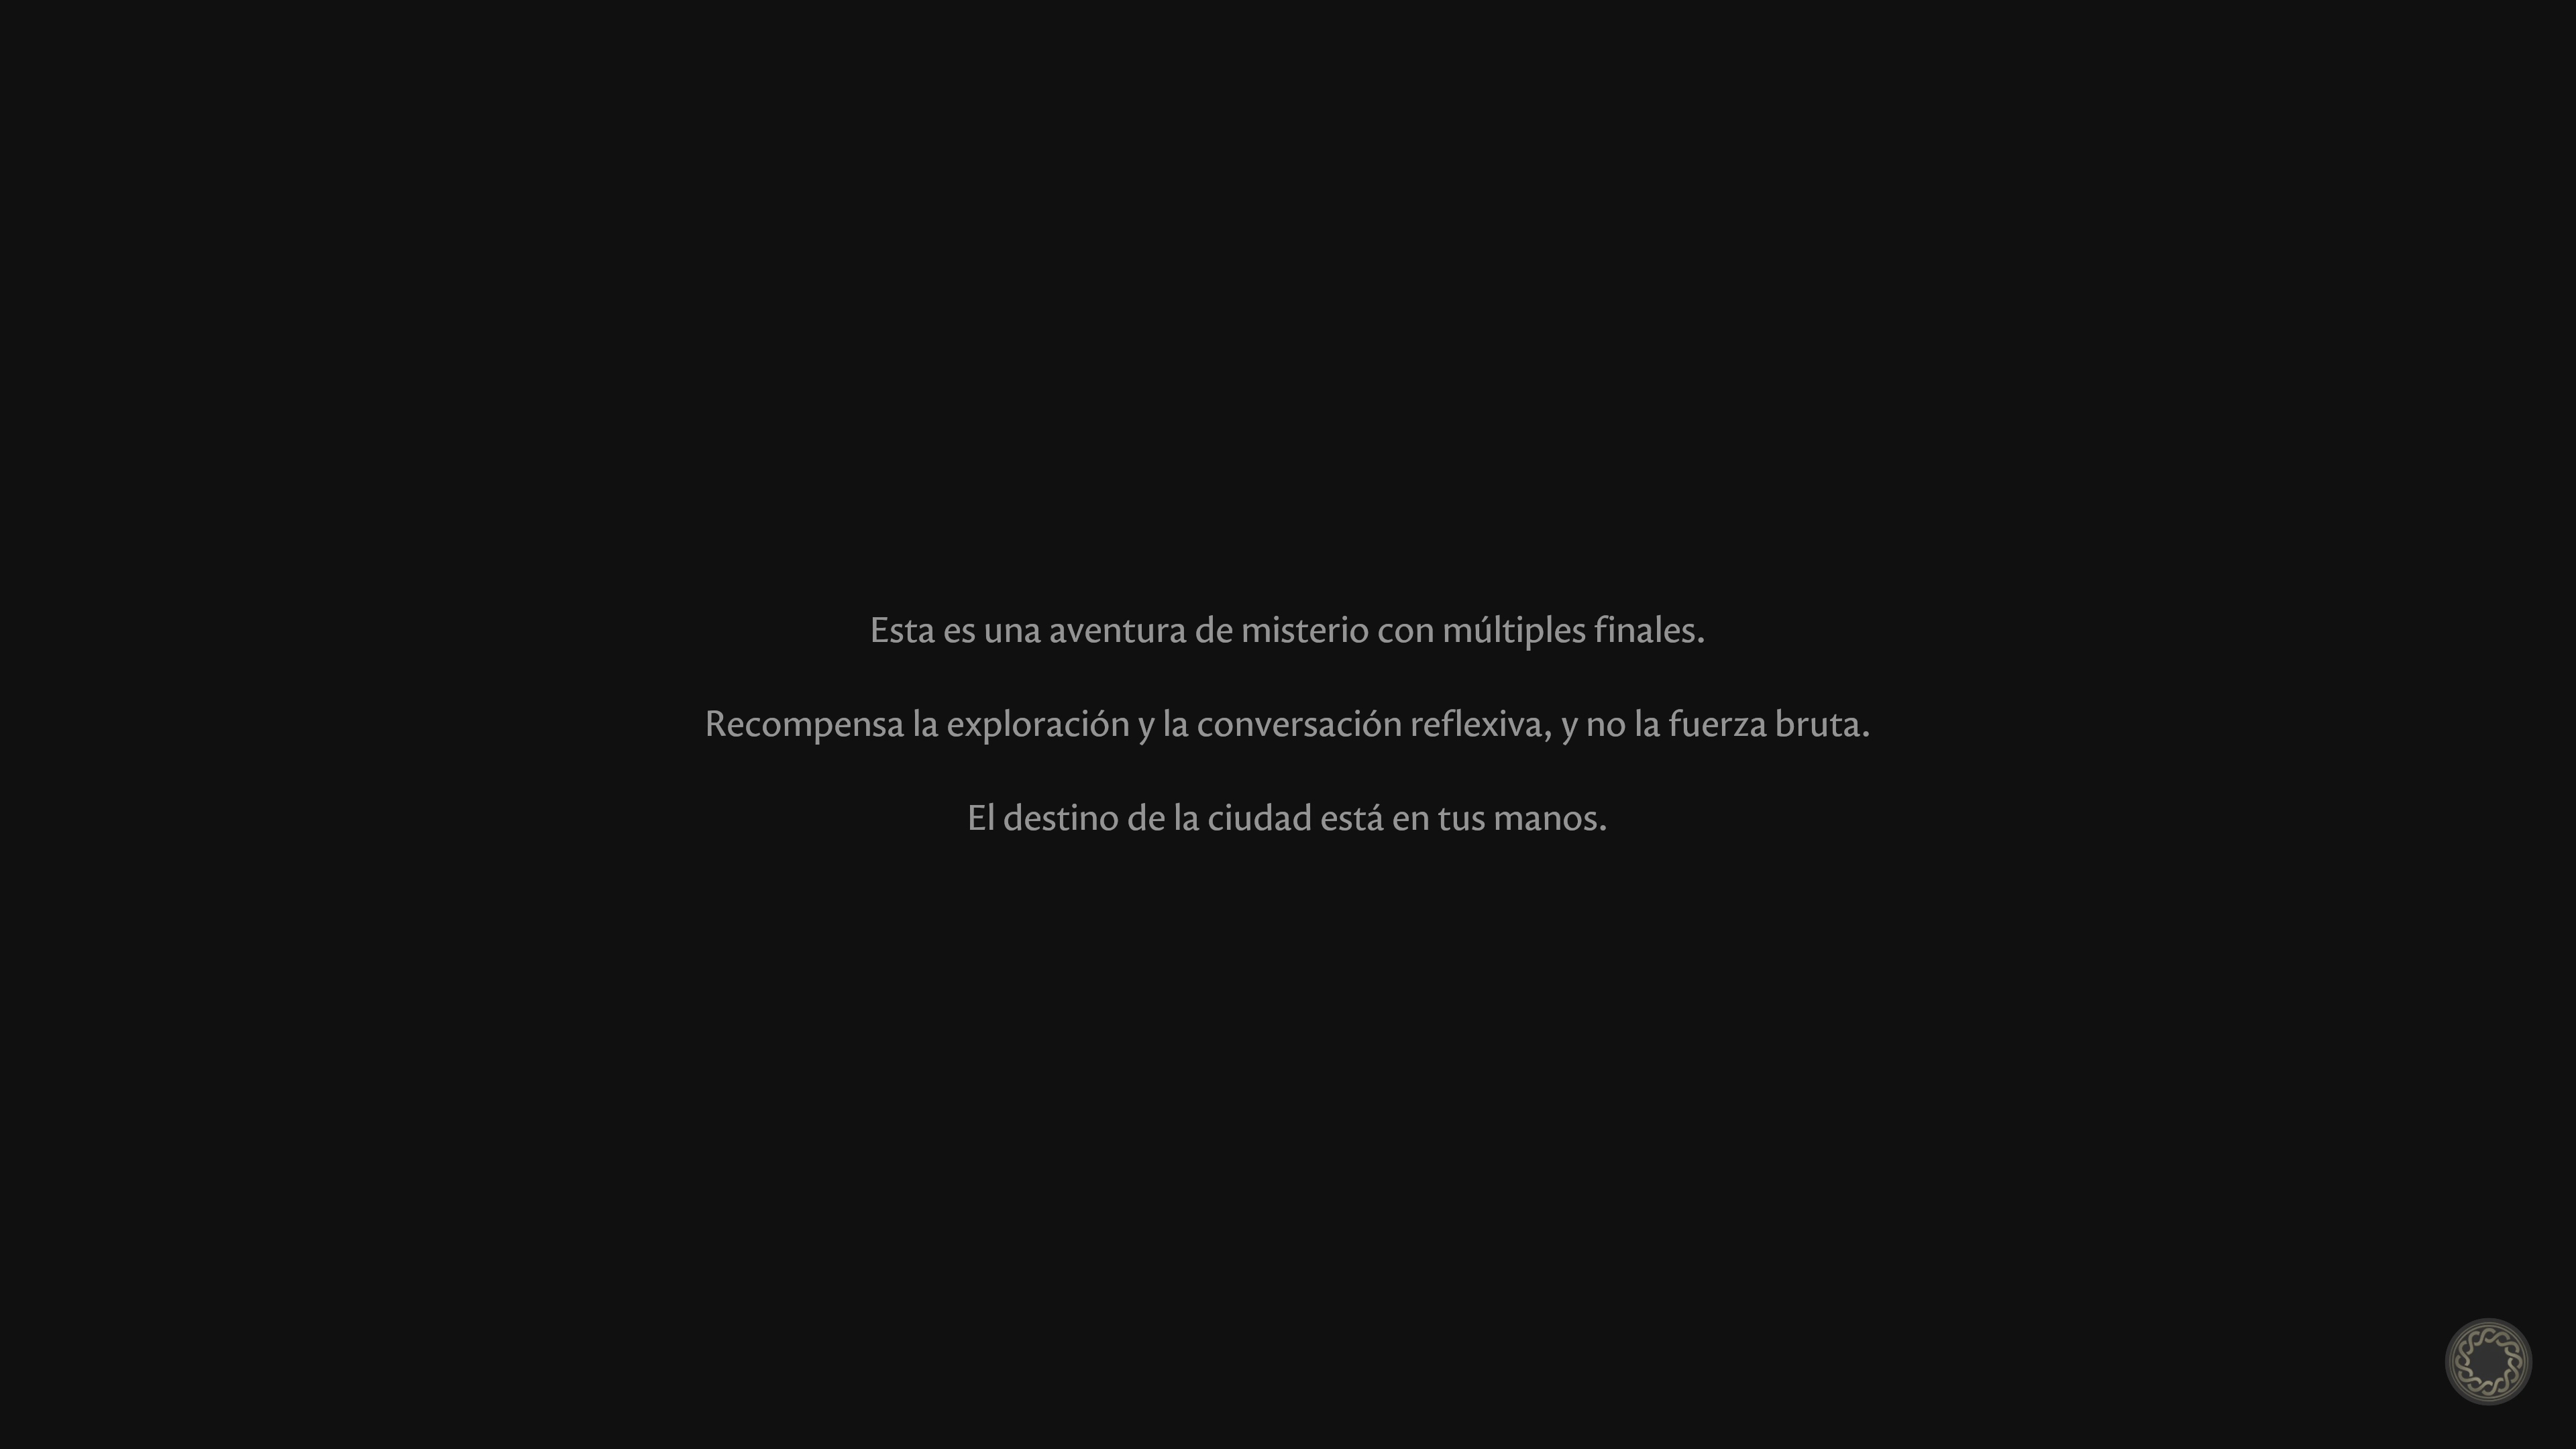 Esta es una aventura de misterio con múltiples finales.
Recompensa la exploración y la conversación reflexiva, y no la fuerza bruta.
El destino de la ciudad está en tus manos.